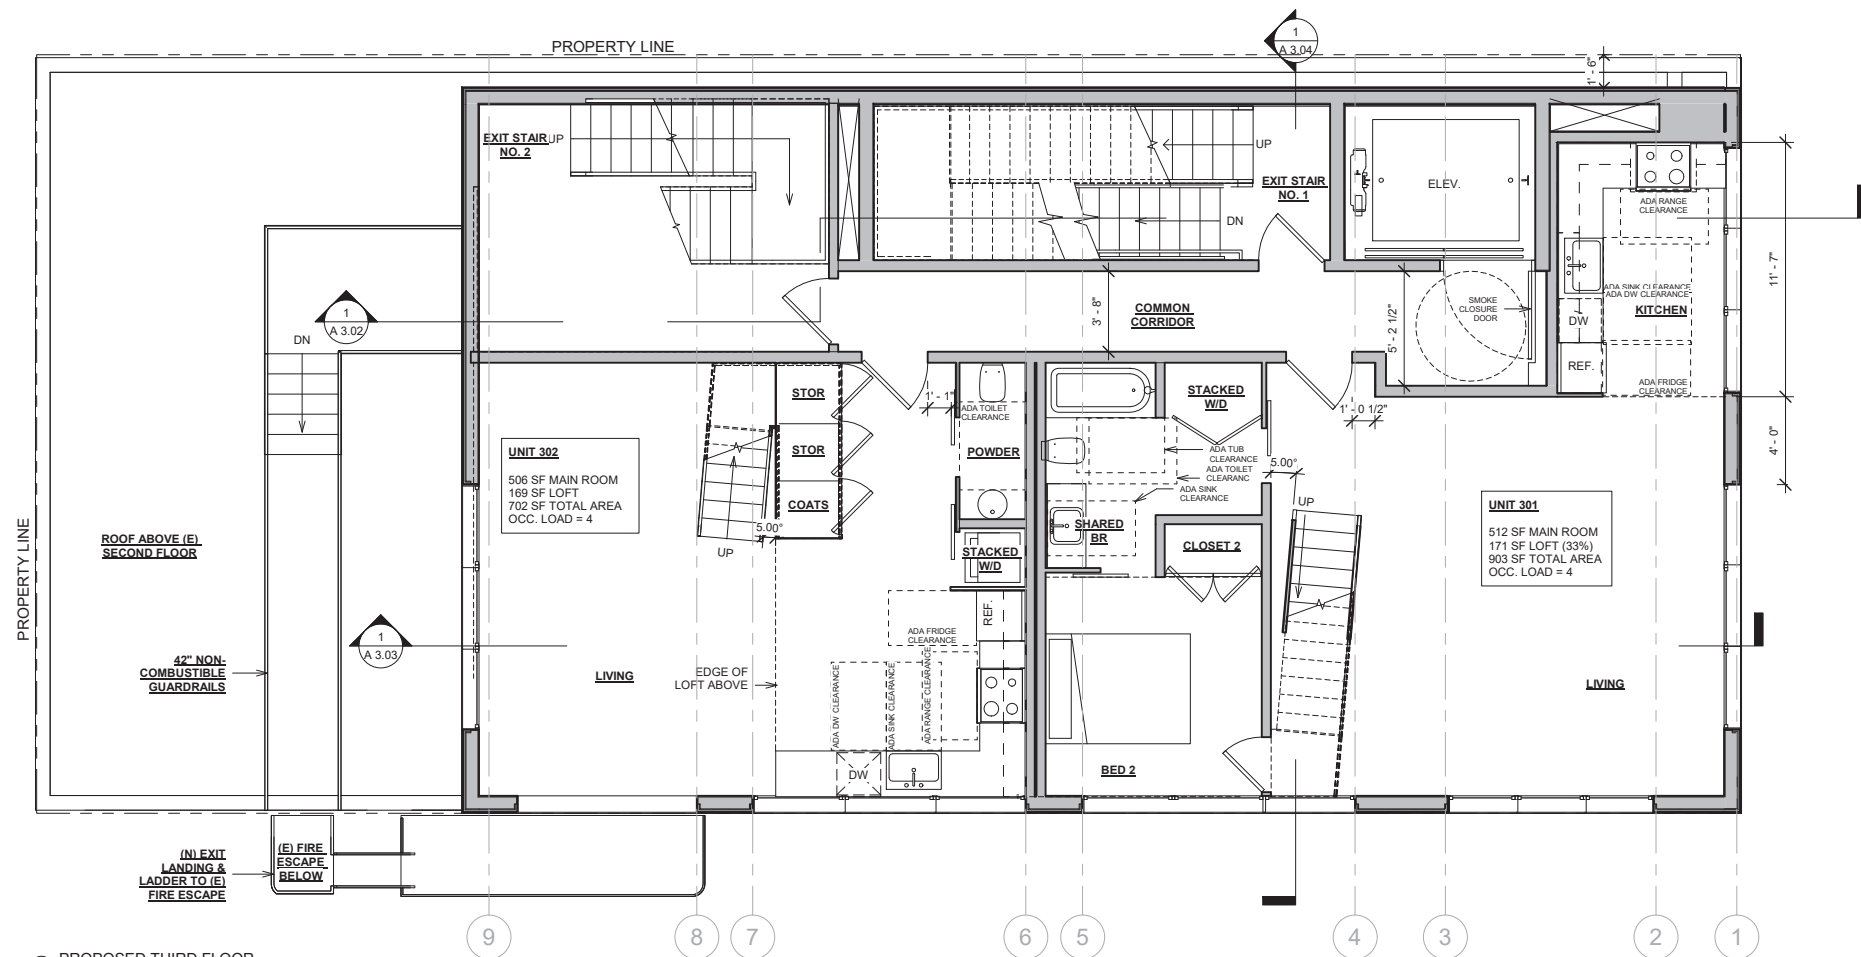 PROPERTY LINE
1
A 3.04
1' - 6"
EXIT STAIR
NO. 2
UP
UP
EXIT STAIR
NO. 1
DN
ELEV.
ADA RANGE
CLEARANCE
ADA SINK CLEARANCE
ADA DW CLEARANCE
KITCHEN
DW
REF.
ADA FRIDGE
CLEARANCE
11' - 7"
4' - 0"
SMOKE
CLOSURE
DOOR
5' - 2 1/2"
3' - 8"
COMMON
CORRIDOR
1
A 3.02
DN
STOR
STOR
COATS
1' - 1"
ADA TOILET
CLEARANCE
POWDER
STACKED
W/D
STACKED
W/D
1' - 0 1/2"
ADA TUB
CLEARANCE
ADA TOILET
CLEARANC
ADA SINK
CLEARANCE
5.00°
UP
SHARED
BR
CLOSET 2
UNIT 302
506 SF MAIN ROOM
169 SF LOFT
702 SF TOTAL AREA
OCC. LOAD = 4
5.00°
UP
UNIT 301
512 SF MAIN ROOM
171 SF LOFT (33%)
903 SF TOTAL AREA
OCC. LOAD = 4
PROPERTY LINE
ROOF ABOVE (E)
SECOND FLOOR
1
A 3.03
42" NON-
COMBUSTIBLE
GUARDRAILS
LIVING
EDGE OF
LOFT ABOVE
REF.
ADA FRIDGE
CLEARANCE
ADA DW CLEARANCE
ADA SINK CLEARANCE
ADA RANGE CLEARANCE
DW
BED 2
LIVING
(N) EXIT
LANDING &
LADDER TO (E)
FIRE ESCAPE
(E) FIRE
ESCAPE
BELOW
9
8
7
6
5
4
3
2
1
PROPOSED THIRD FLOOR